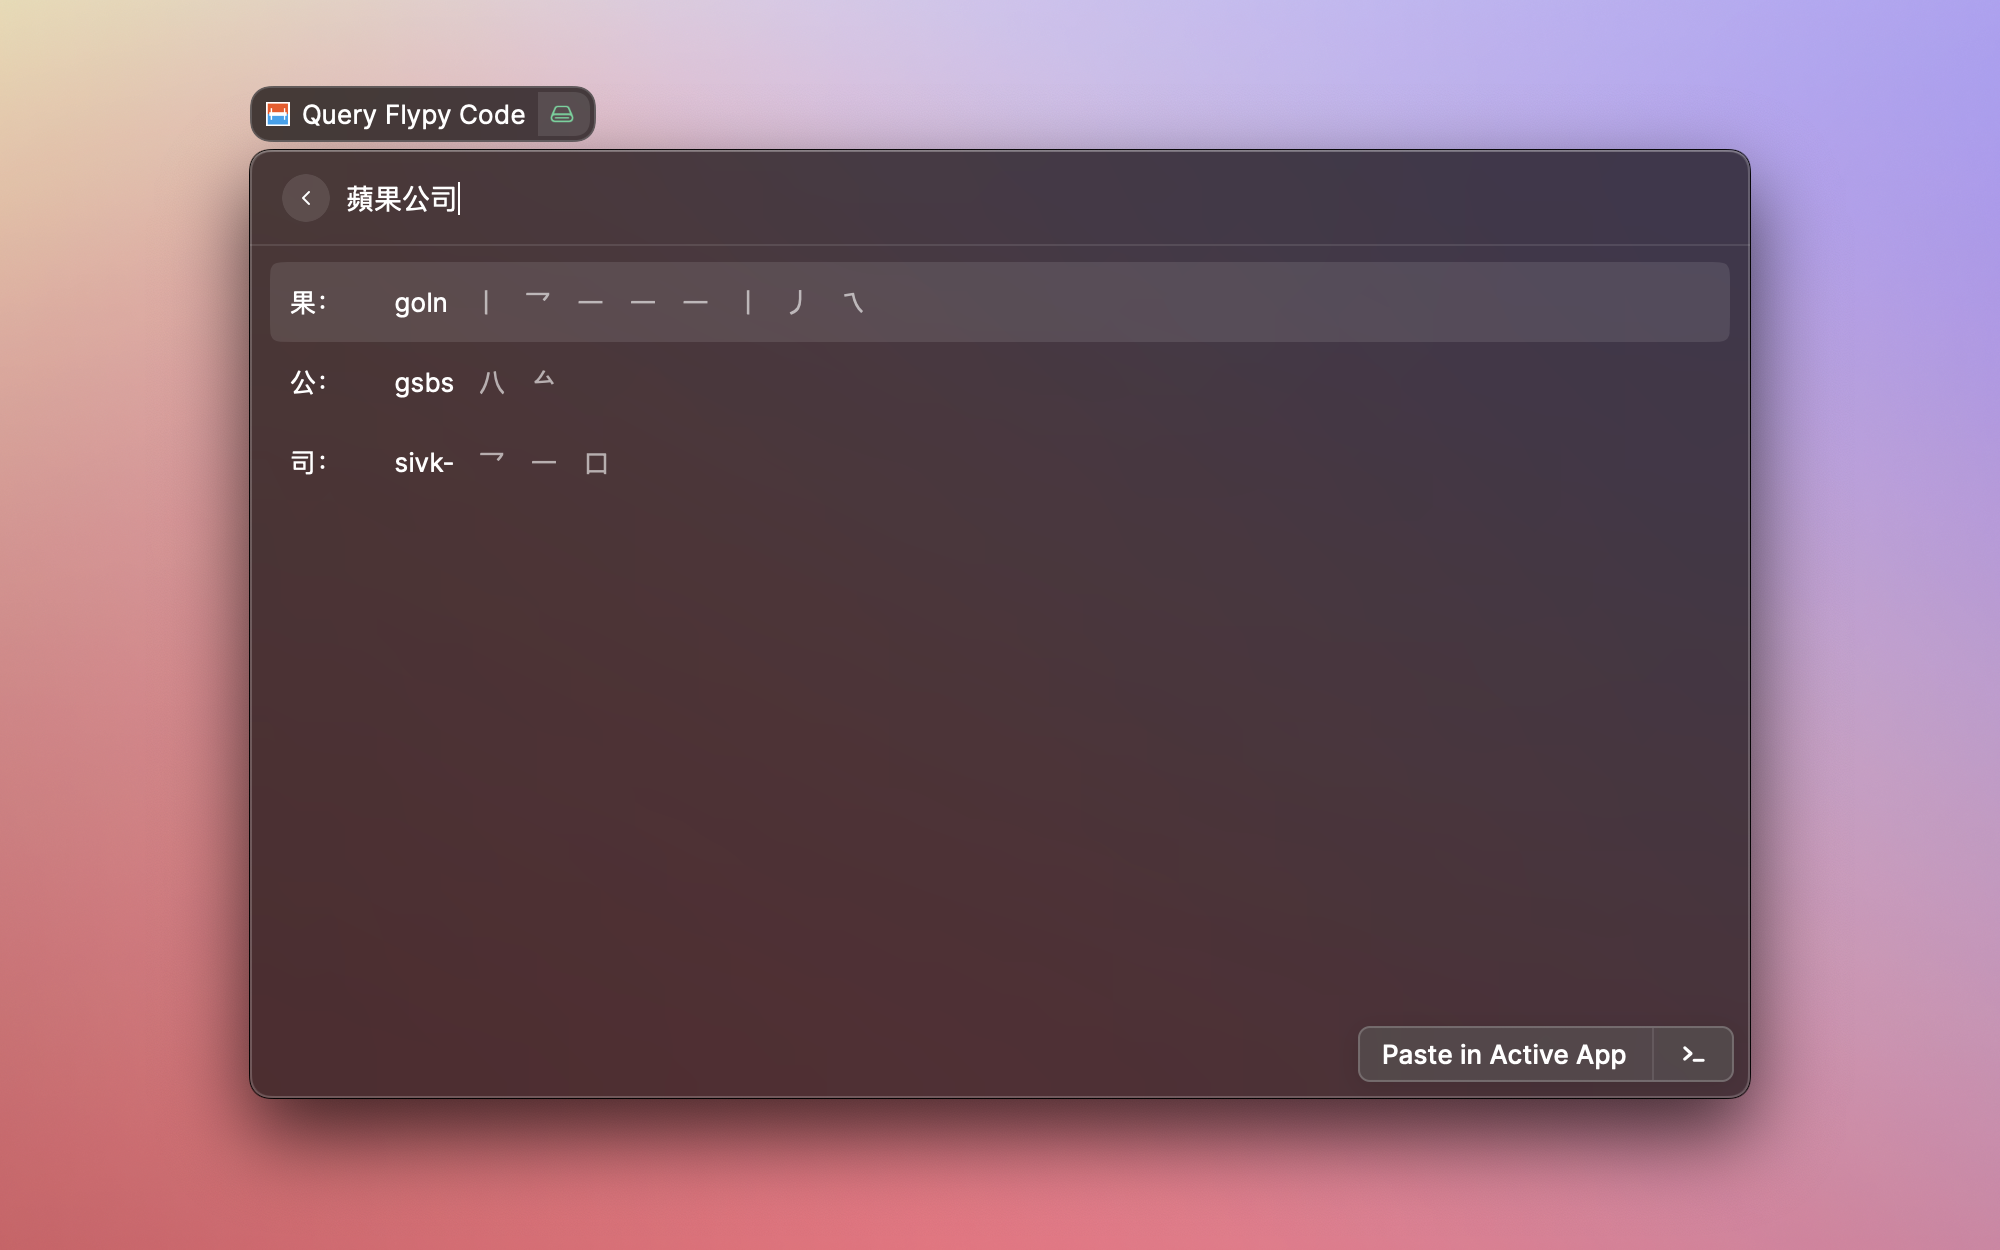 Query Flypy Code
蘋果公司
果： goln 丨 乛 一 一 一 丨 丿 乁
公： gsbs 八 厶
司： sivk- 乛 一 口
Paste in Active App >_